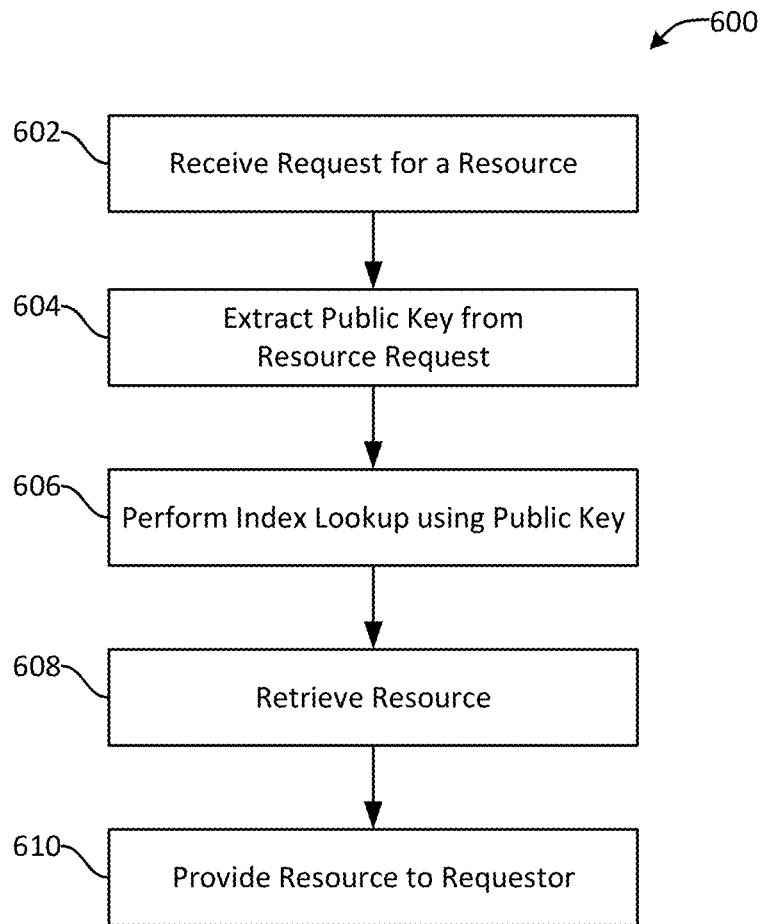 600
602
Receive Request for a Resource
604
Extract Public Key from
Resource Request
606
Perform Index Lookup using Public Key
608
Retrieve Resource
610
Provide Resource to Requestor